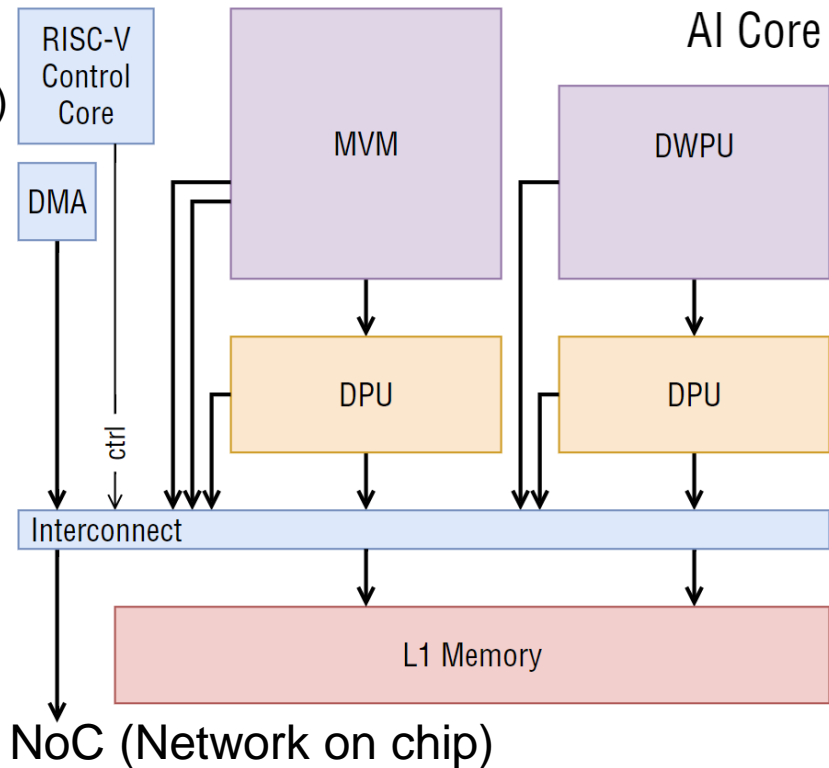 AI Core
RISC-V
Control
Core
)
DMA
MVM
DWPU
DPU
DPU
ctrl
Interconnect
L1 Memory
NoC (Network on chip)